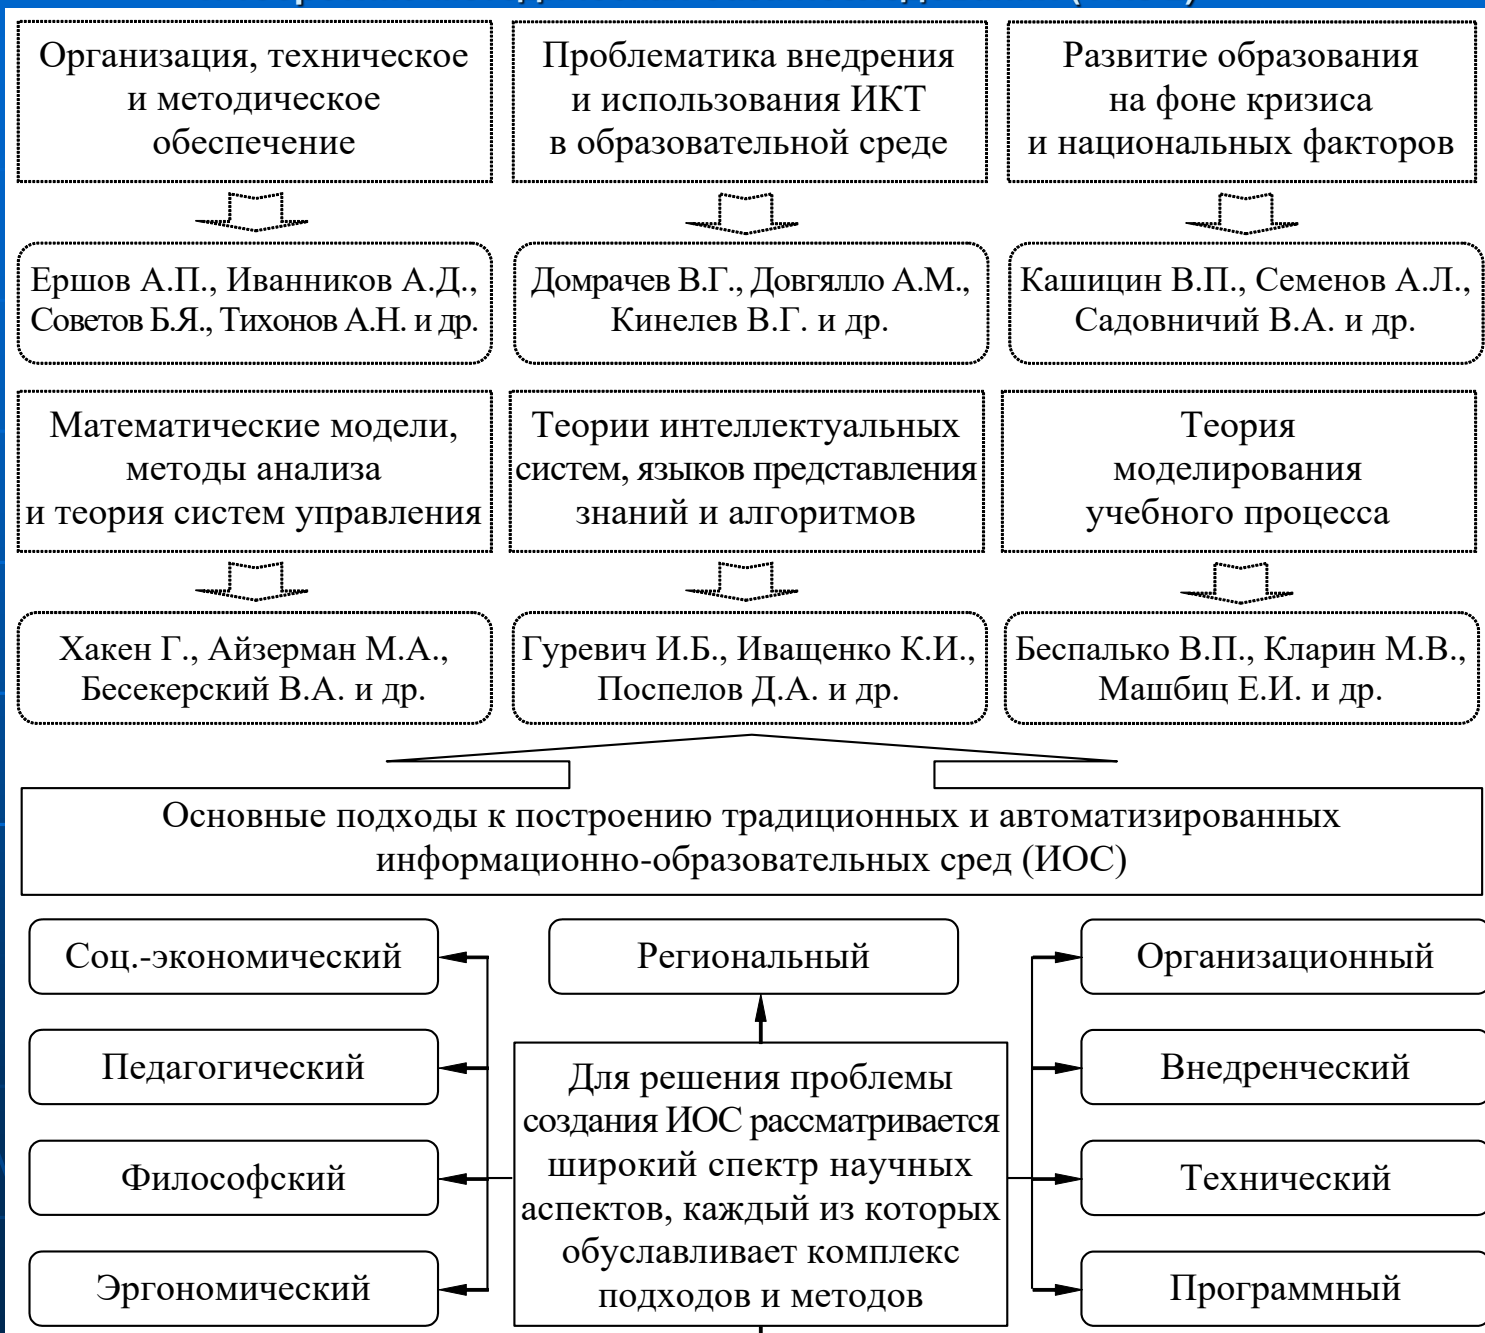 Организация, техническое
и методическое
обеспечение
Проблематика внедрения
и использования ИКТ
в образовательной среде
Развитие образования
на фоне кризиса
и национальных факторов
Ершов А.П., Иванников А.Д.,
Советов Б.Я., Тихонов А.Н. и др.
Домрачев В.Г., Довгялло А.М.,
Кинелев В.Г. и др.
Кашицин В.П., Семенов А.Л.,
Садовничий В.А. и др.
Математические модели,
методы анализа
и теория систем управления
Теории интеллектуальных
систем, языков представления
знаний и алгоритмов
Теория
моделирования
учебного процесса
Хакен Г., Айзерман М.А.,
Бесекерский В.А. и др.
Гуревич И.Б., Иващенко К.И.,
Поспелов Д.А. и др.
Беспалько В.П., Кларин М.В.,
Машбиц Е.И. и др.
Основные подходы к построению традиционных и автоматизированных
информационно-образовательных сред (ИОС)
Соц.-экономический
Региональный
Организационный
Педагогический
Внедренческий
Для решения проблемы
создания ИОС рассматривается
широкий спектр научных
аспектов, каждый из которых
обуславливает комплекс
подходов и методов
Философский
Технический
Эргономический
Программный